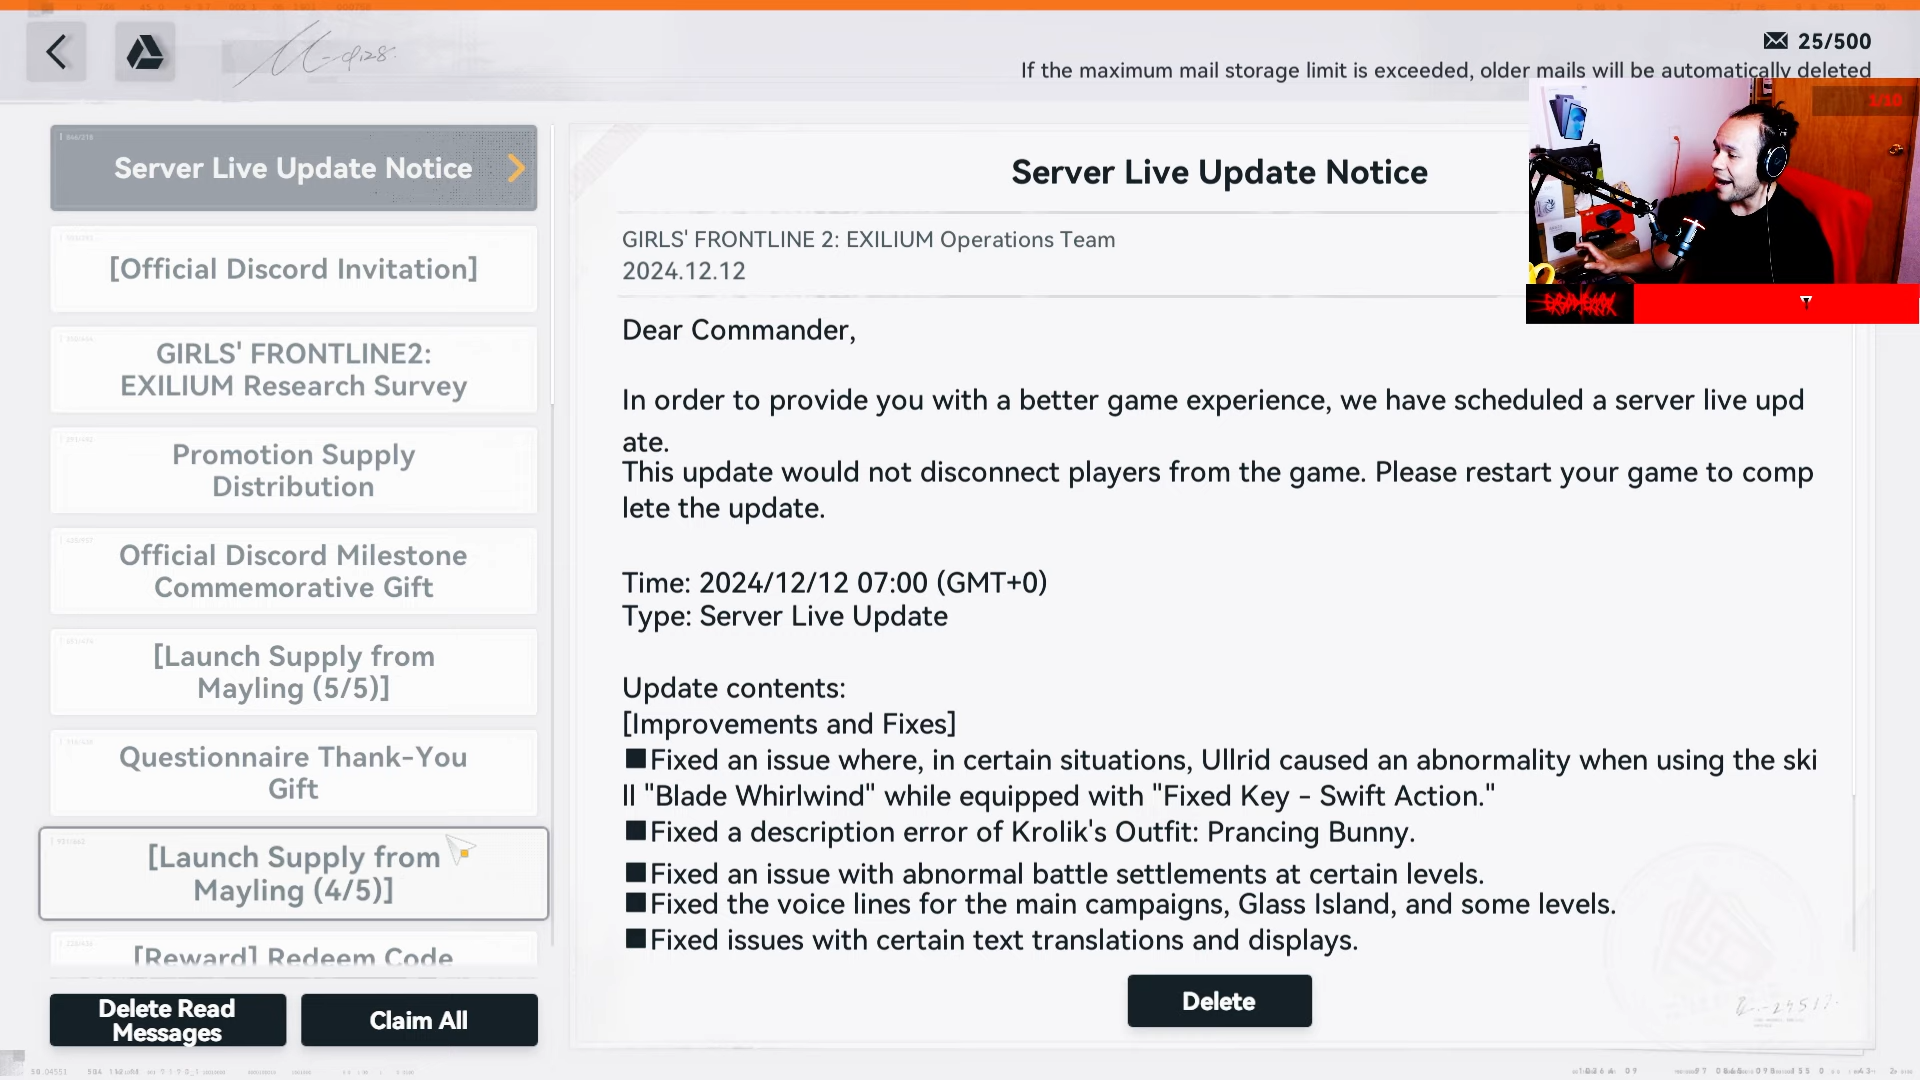 25/500
If the maximum mail storage limit is exceeded, older mails will be automatically deleted
1/10
Server Live Update Notice
[Official Discord Invitation]
GIRLS' FRONTLINE2:
EXILIUM Research Survey
Promotion Supply
Distribution
Official Discord Milestone
Commemorative Gift
[Launch Supply from
Mayling (5/5)]
Questionnaire Thank-You
Gift
[Launch Supply from
Mayling (4/5)]
[Reward] Redeem Code
Delete Read
Messages
Claim All
Server Live Update Notice
GIRLS' FRONTLINE 2: EXILIUM Operations Team
2024.12.12
Dear Commander,
In order to provide you with a better game experience, we have scheduled a server live upd
ate.
This update would not disconnect players from the game. Please restart your game to comp
lete the update.
Time: 2024/12/12 07:00 (GMT+0)
Type: Server Live Update
Update contents:
[Improvements and Fixes]
■Fixed an issue where, in certain situations, Ullrid caused an abnormality when using the ski
ll "Blade Whirlwind" while equipped with "Fixed Key - Swift Action."
■Fixed a description error of Krolik's Outfit: Prancing Bunny.
■Fixed an issue with abnormal battle settlements at certain levels.
■Fixed the voice lines for the main campaigns, Glass Island, and some levels.
■Fixed issues with certain text translations and displays.
Delete